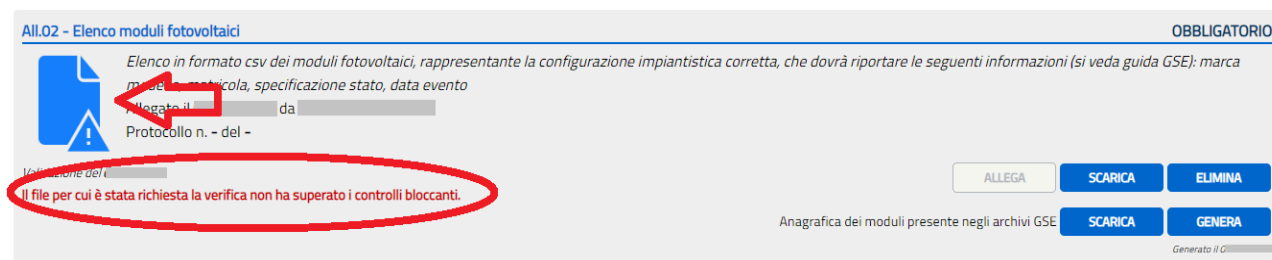 All.02 - Elenco moduli fotovoltaici OBBLIGATORIO
Elenco in formato csv dei moduli fotovoltaici, rappresentante la configurazione impiantistica corretta, che dovrà riportare le seguenti informazioni (si veda guida GSE): marca
modello, matricola, specificazione stato, data evento
Allegato il da
Protocollo n. - del -
Validazione del
Il file per cui è stata richiesta la verifica non ha superato i controlli bloccanti.
ALLEGA SCARICA ELIMINA
Anagrafica dei moduli presente negli archivi GSE SCARICA GENERA
Generato il